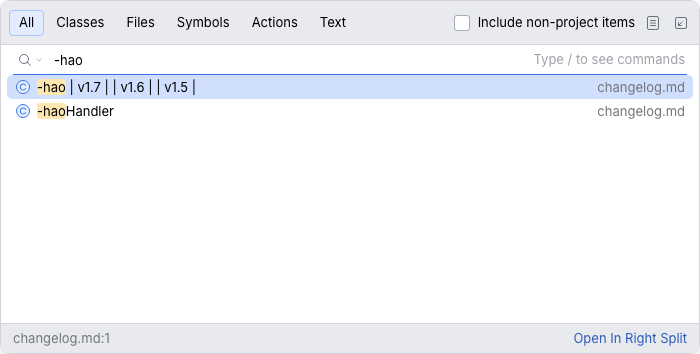 All Classes Files Symbols Actions Text Include non-project items
-hao Type / to see commands
C -hao | v1.7 | | v1.6 | | v1.5 | changelog.md
C -haoHandler changelog.md
changelog.md:1 Open In Right Split